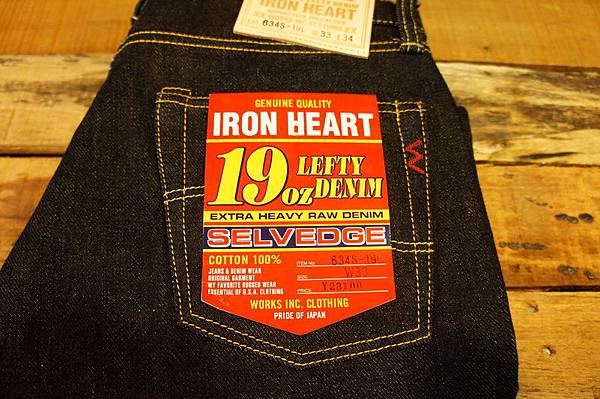 IRON HEART
634S-19L W 33 L 34
GENUINE QUALITY
IRON HEART
19oz LEFTY DENIM
EXTRA HEAVY RAW DENIM
SELVEDGE
COTTON 100%
JEANS & DENIM WEAR
ORIGINAL GARMENT
MY FAVORITE RUGGED WEAR
ESSENTIAL OF U.S.A. CLOTHING
ITEM No. 634S-19L
SIZE W33
PRICE ¥23100
WORKS INC. CLOTHING
PRIDE OF JAPAN